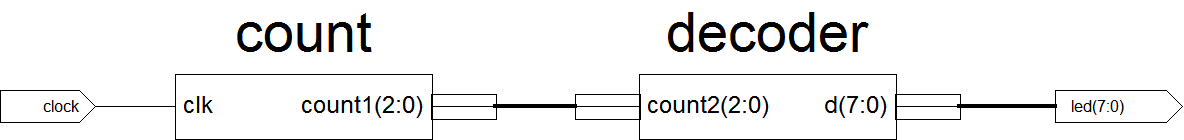 count decoder
clock clk count1(2:0) count2(2:0) d(7:0) led(7:0)